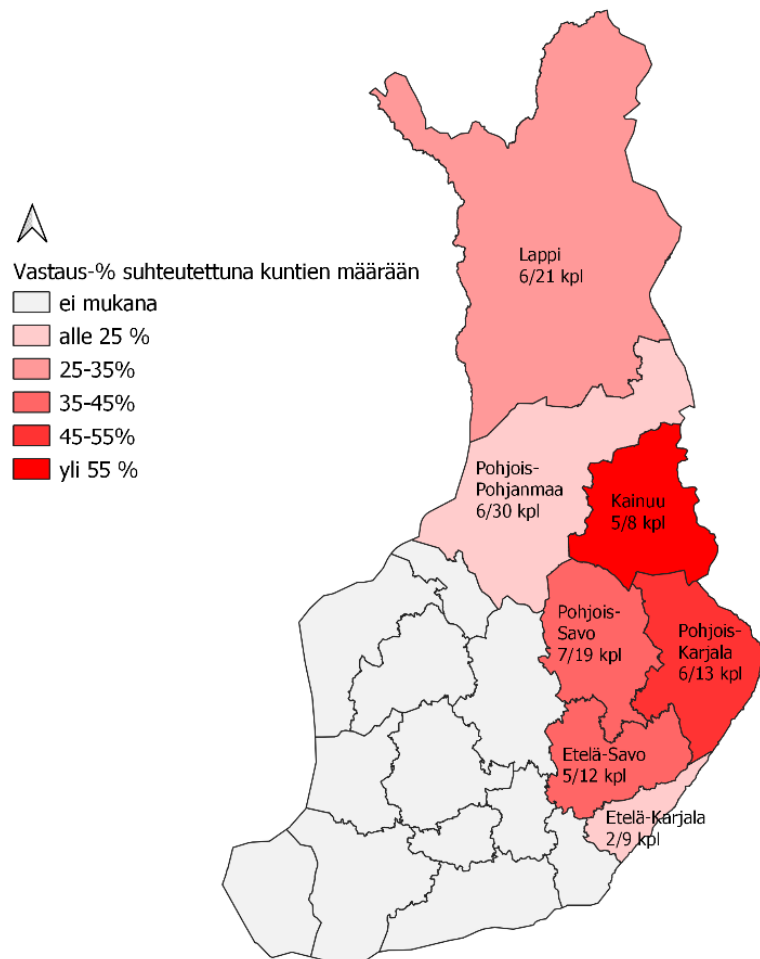 Vastaus-% suhteutettuna kuntien määrään
ei mukana
alle 25 %
25-35%
35-45%
45-55%
yli 55 %
Lappi
6/21 kpl
Pohjois-
Pohjanmaa
6/30 kpl
Kainuu
5/8 kpl
Pohjois-
Savo
7/19 kpl
Pohjois-
Karjala
6/13 kpl
Etelä-Savo
5/12 kpl
Etelä-Karjala
2/9 kpl